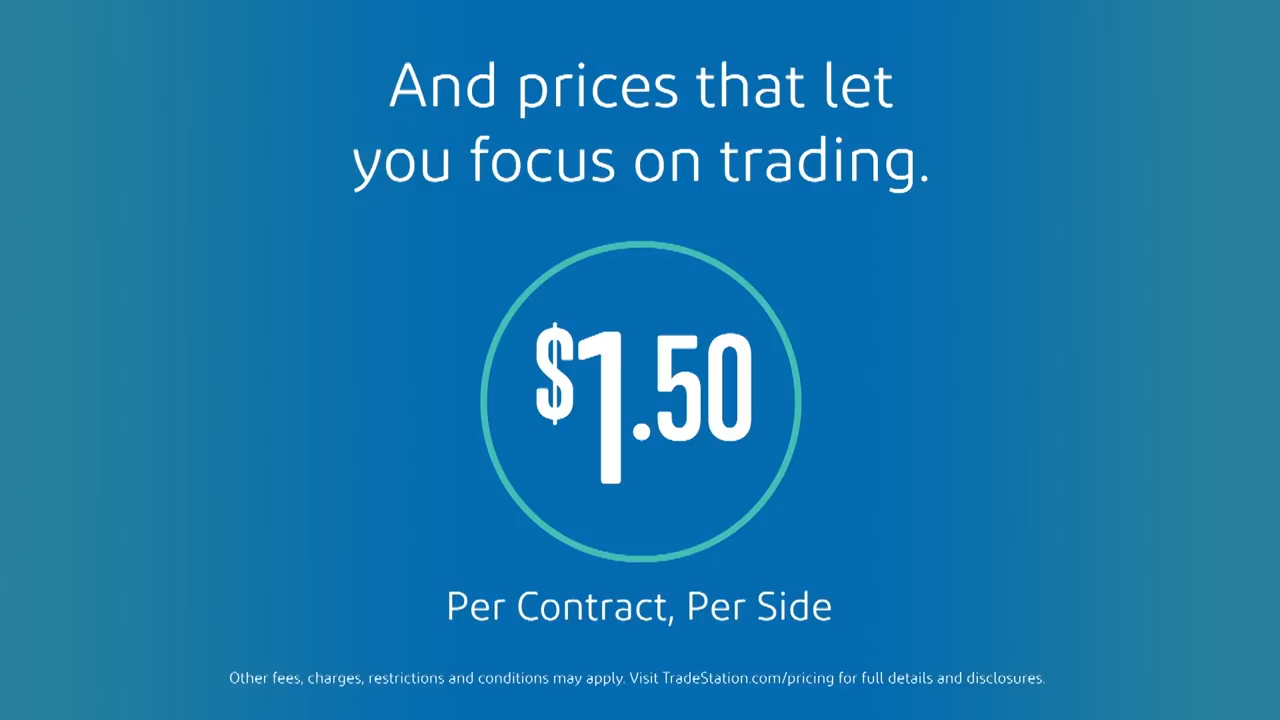 And prices that let
you focus on trading.
$1.50
Per Contract, Per Side
Other fees, charges, restrictions and conditions may apply. Visit TradeStation.com/pricing for full details and disclosures.